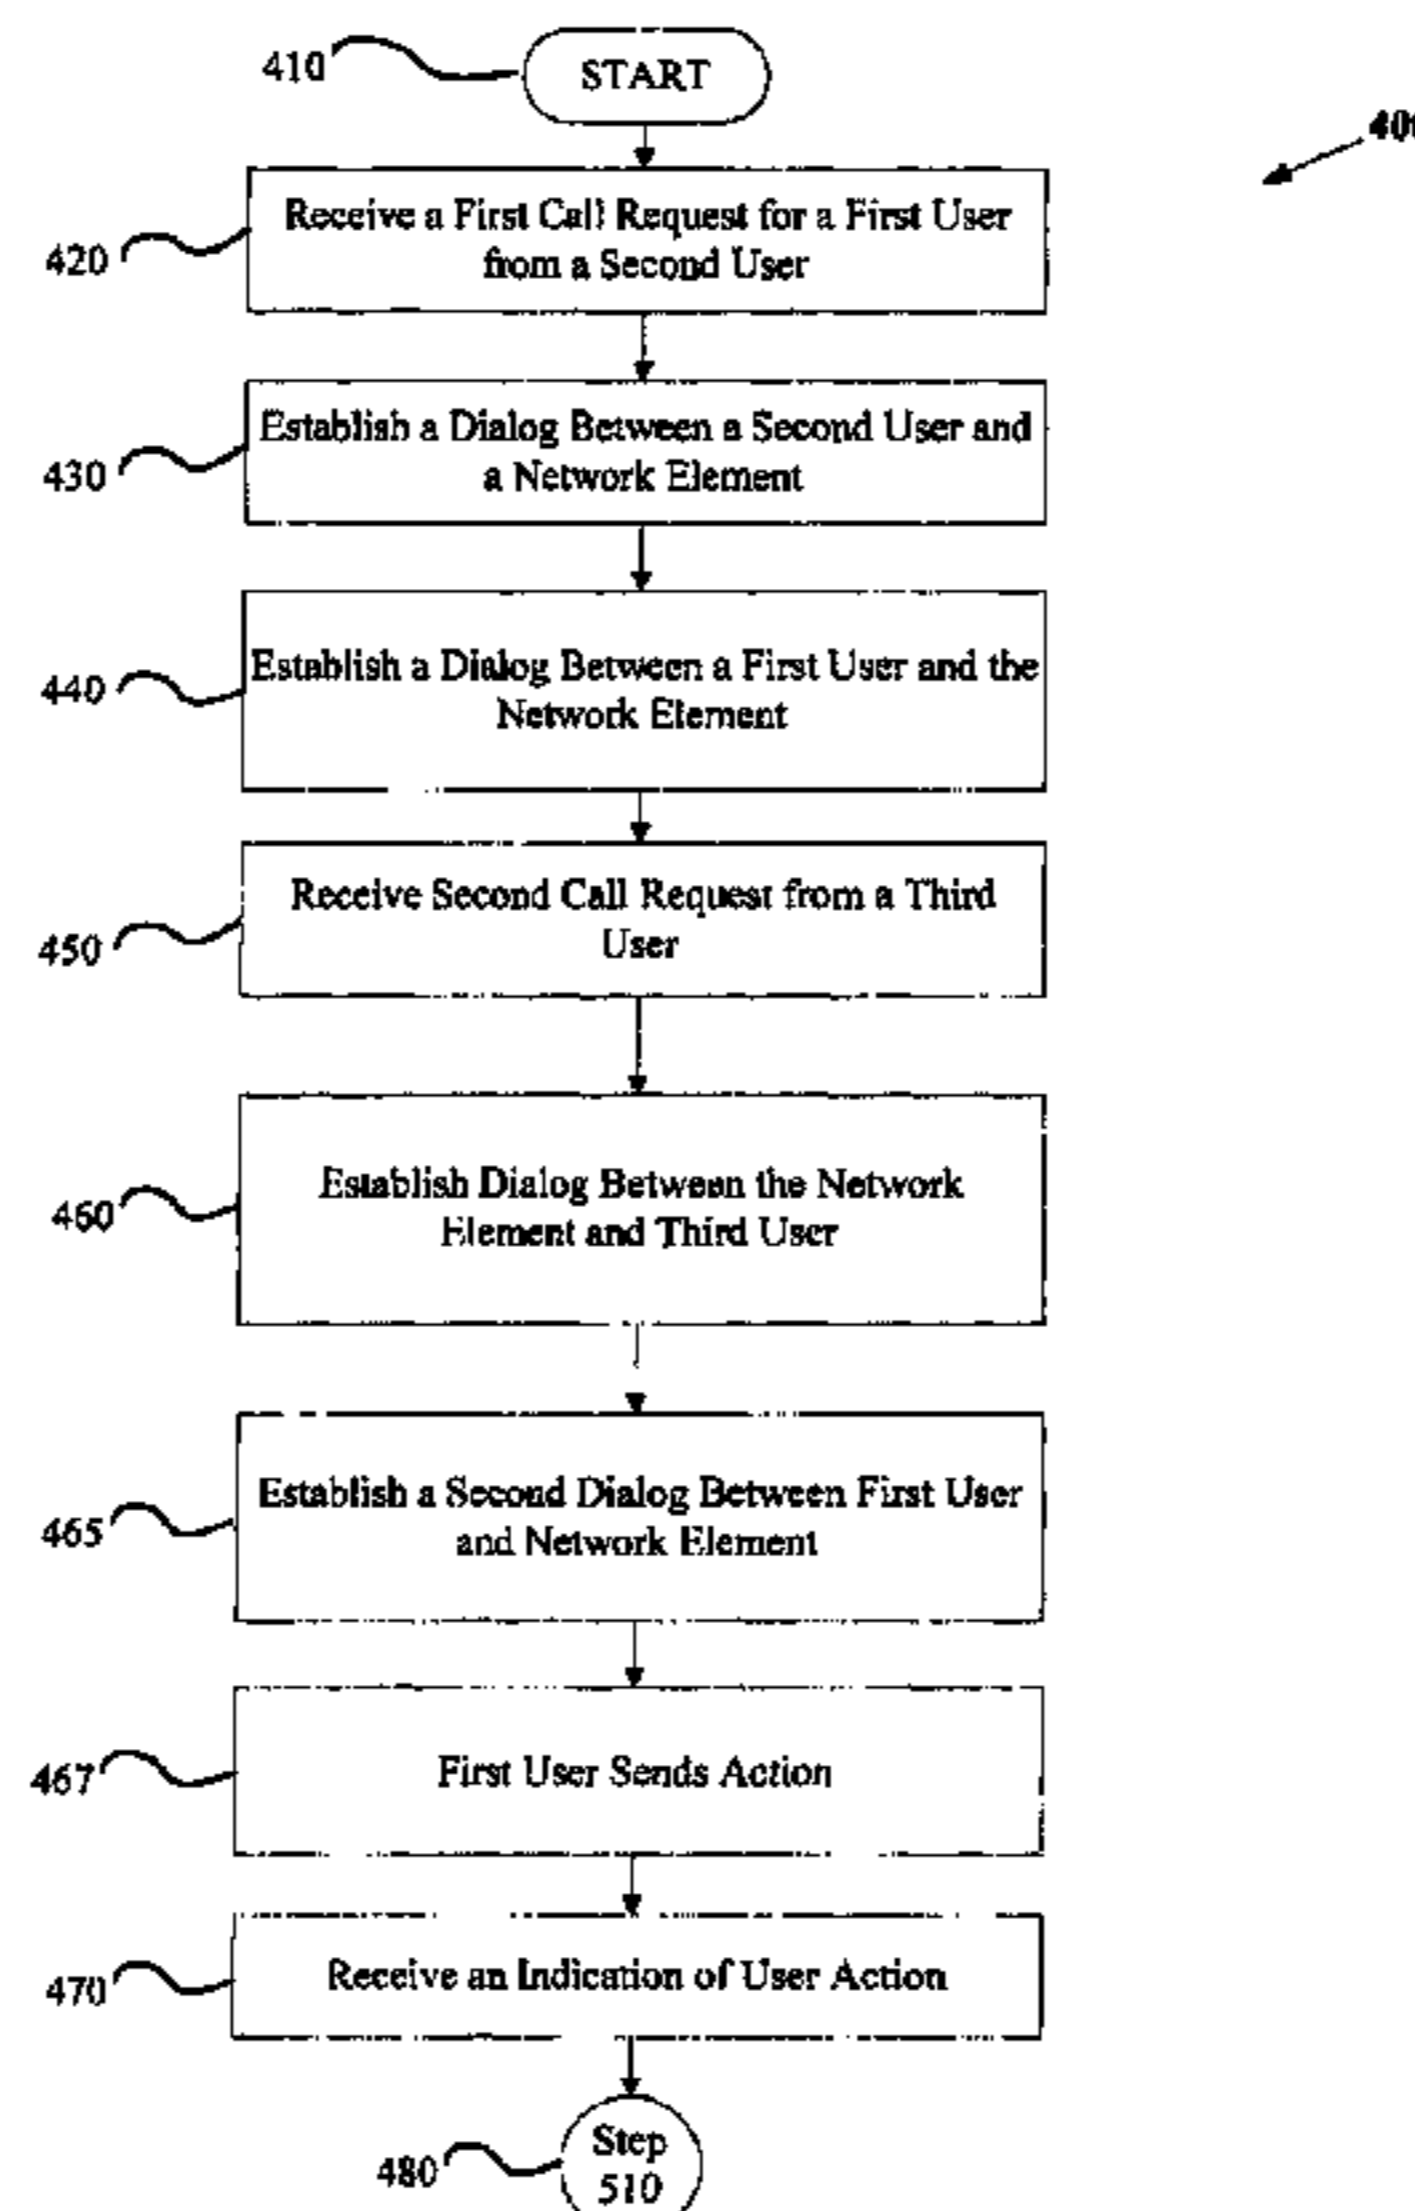 410
START
420
Receive a First Call Request for a First User
from a Second User
430
Establish a Dialog Between a Second User and
a Network Element
440
Establish a Dialog Between a First User and the
Network Element
450
Receive Second Call Request from a Third
User
460
Establish Dialog Between the Network
Element and Third User
465
Establish a Second Dialog Between First User
and Network Element
467
First User Sends Action
470
Receive an Indication of User Action
480
Step
510